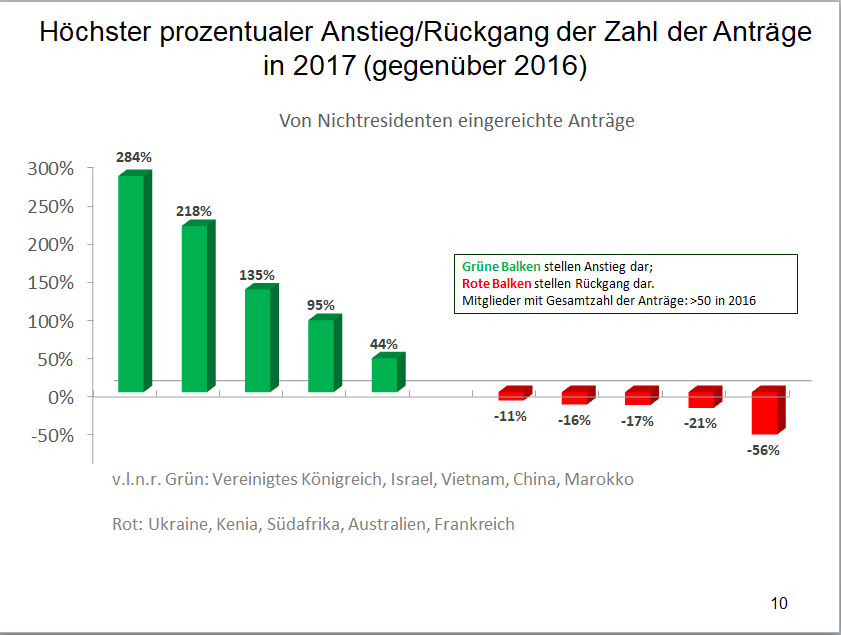 Höchster prozentualer Anstieg/Rückgang der Zahl der Anträge
in 2017 (gegenüber 2016)
Von Nichtresidenten eingereichte Anträge
300%
250%
200%
150%
100%
50%
0%
-50%
284%
218%
135%
95%
44%
-11%
-16%
-17%
-21%
-56%
Grüne Balken stellen Anstieg dar;
Rote Balken stellen Rückgang dar.
Mitglieder mit Gesamtzahl der Anträge: >50 in 2016
v.l.n.r. Grün: Vereinigtes Königreich, Israel, Vietnam, China, Marokko
Rot: Ukraine, Kenia, Südafrika, Australien, Frankreich
10